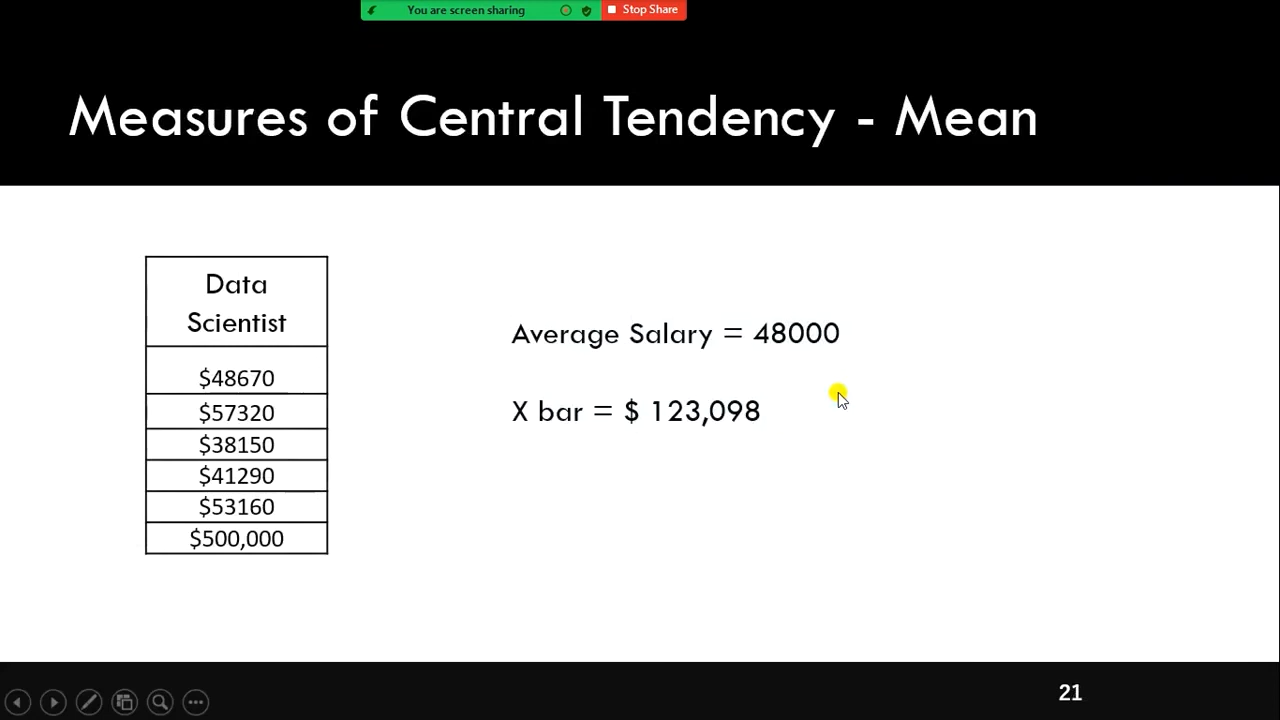 You are screen sharing
Stop Share
Measures of Central Tendency - Mean
Data
Scientist
$48670
$57320
$38150
$41290
$53160
$500,000
Average Salary = 48000
X bar = $ 123,098
21